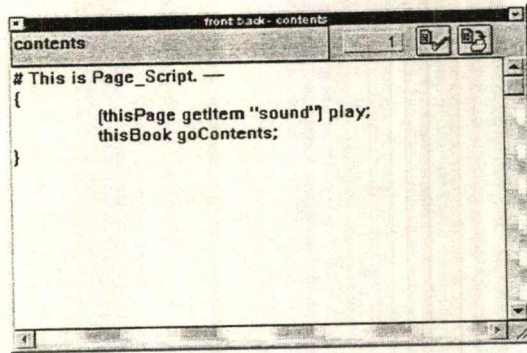 front back - contents
contents
1
# This is Page_Script. —
{
[thisPage getItem "sound"] play;
thisBook goContents;
}